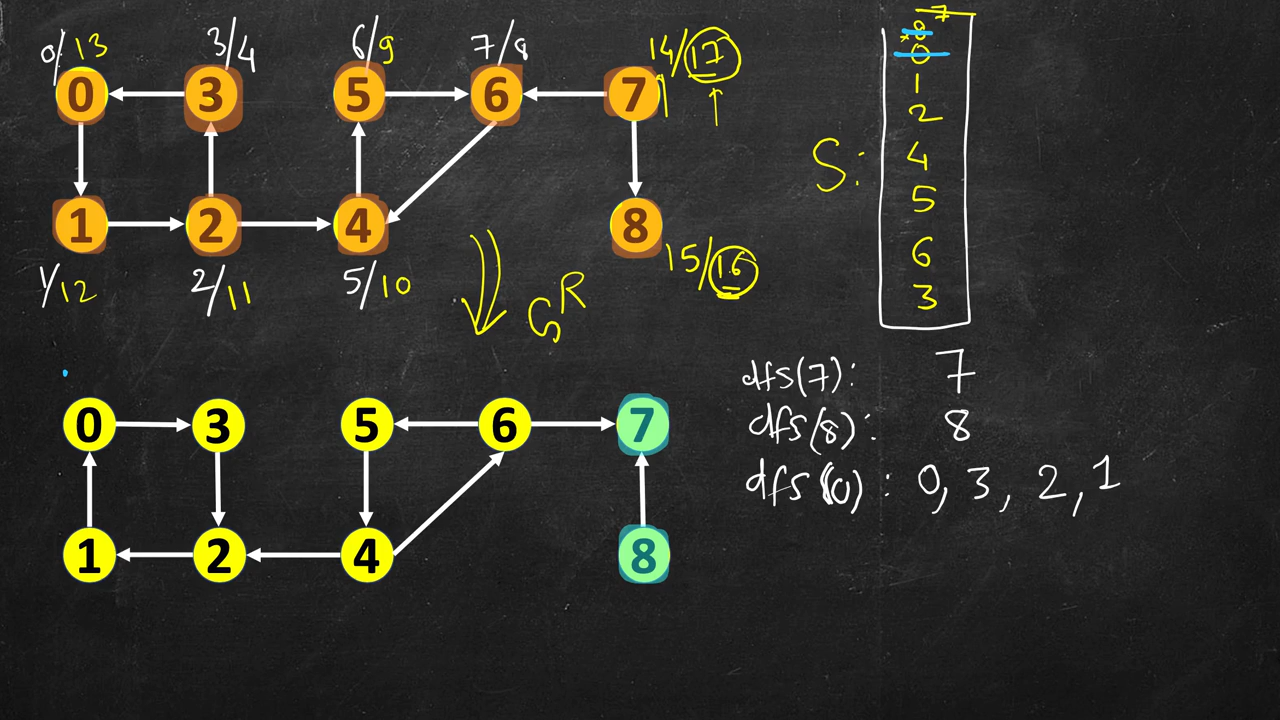 0/13 3/4 6/9 7/8 14/17
0 3 5 6 7
1 2 4 8
1/12 2/11 5/10 15/16
G^R
S:
7
8
0
1
2
4
5
6
3
0 3 5 6 7
1 2 4 8
dfs(7): 7
dfs(8): 8
dfs(0): 0, 3, 2, 1